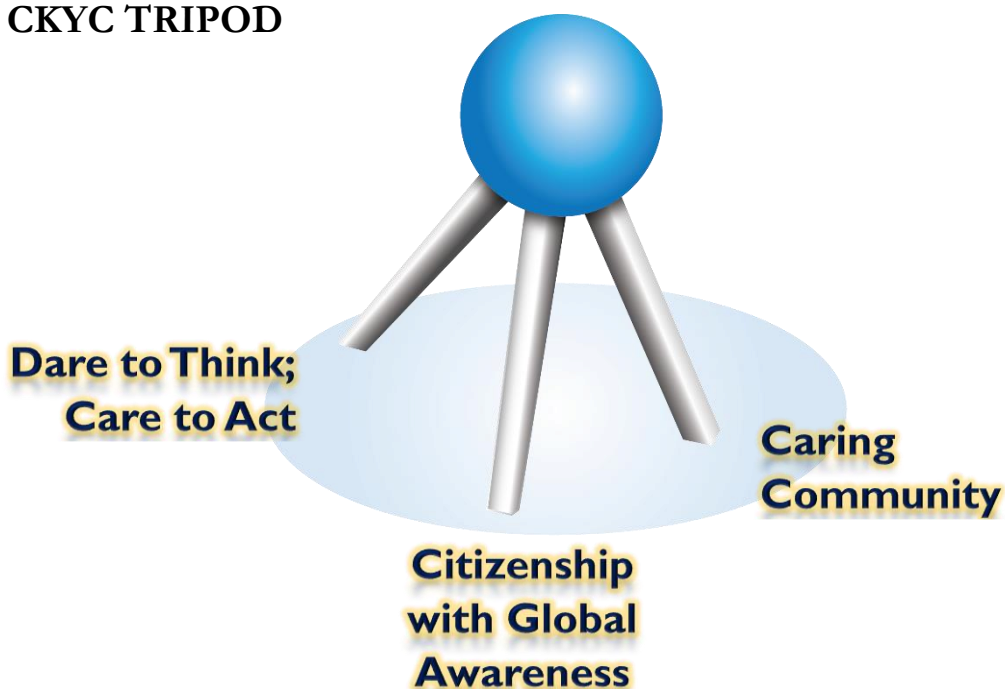 CKYC TRIPOD
Dare to Think;
Care to Act
Caring
Community
Citizenship
with Global
Awareness